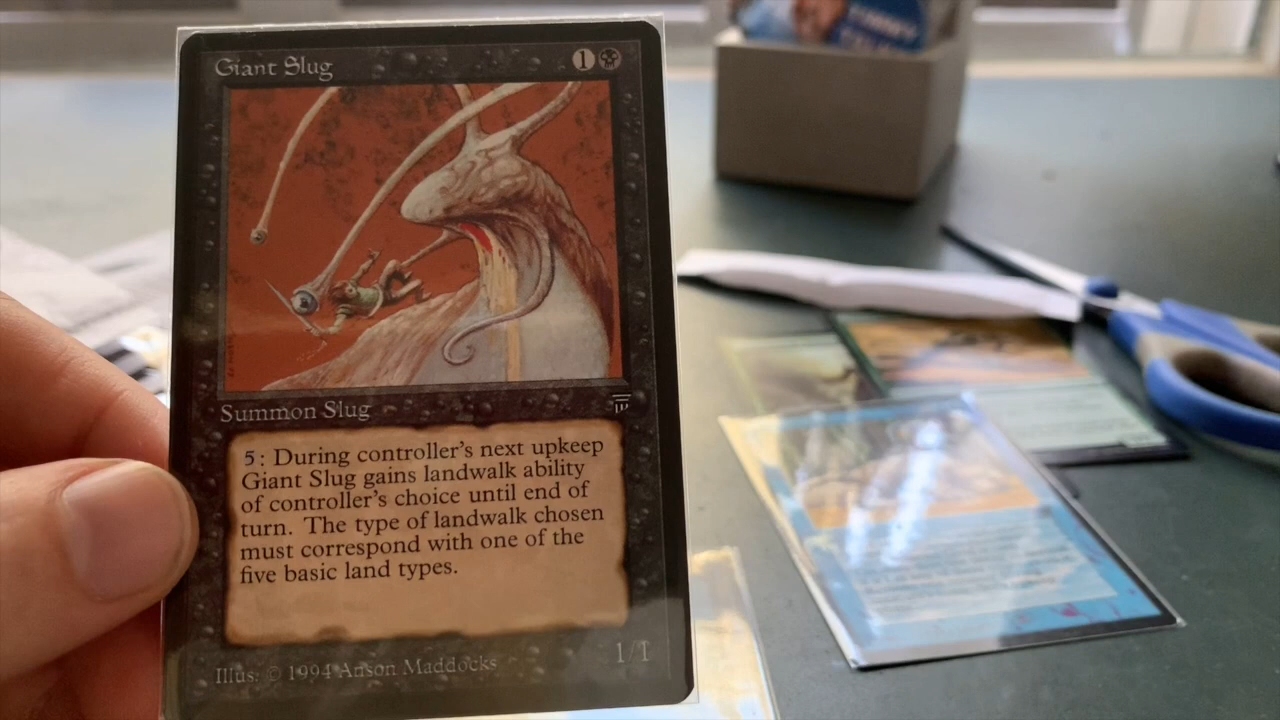 Giant Slug 1
Summon Slug
5: During controller's next upkeep
Giant Slug gains landwalk ability
of controller's choice until end of
turn. The type of landwalk chosen
must correspond with one of the
five basic land types.
1/1
Illus. © 1994 Anson Maddocks